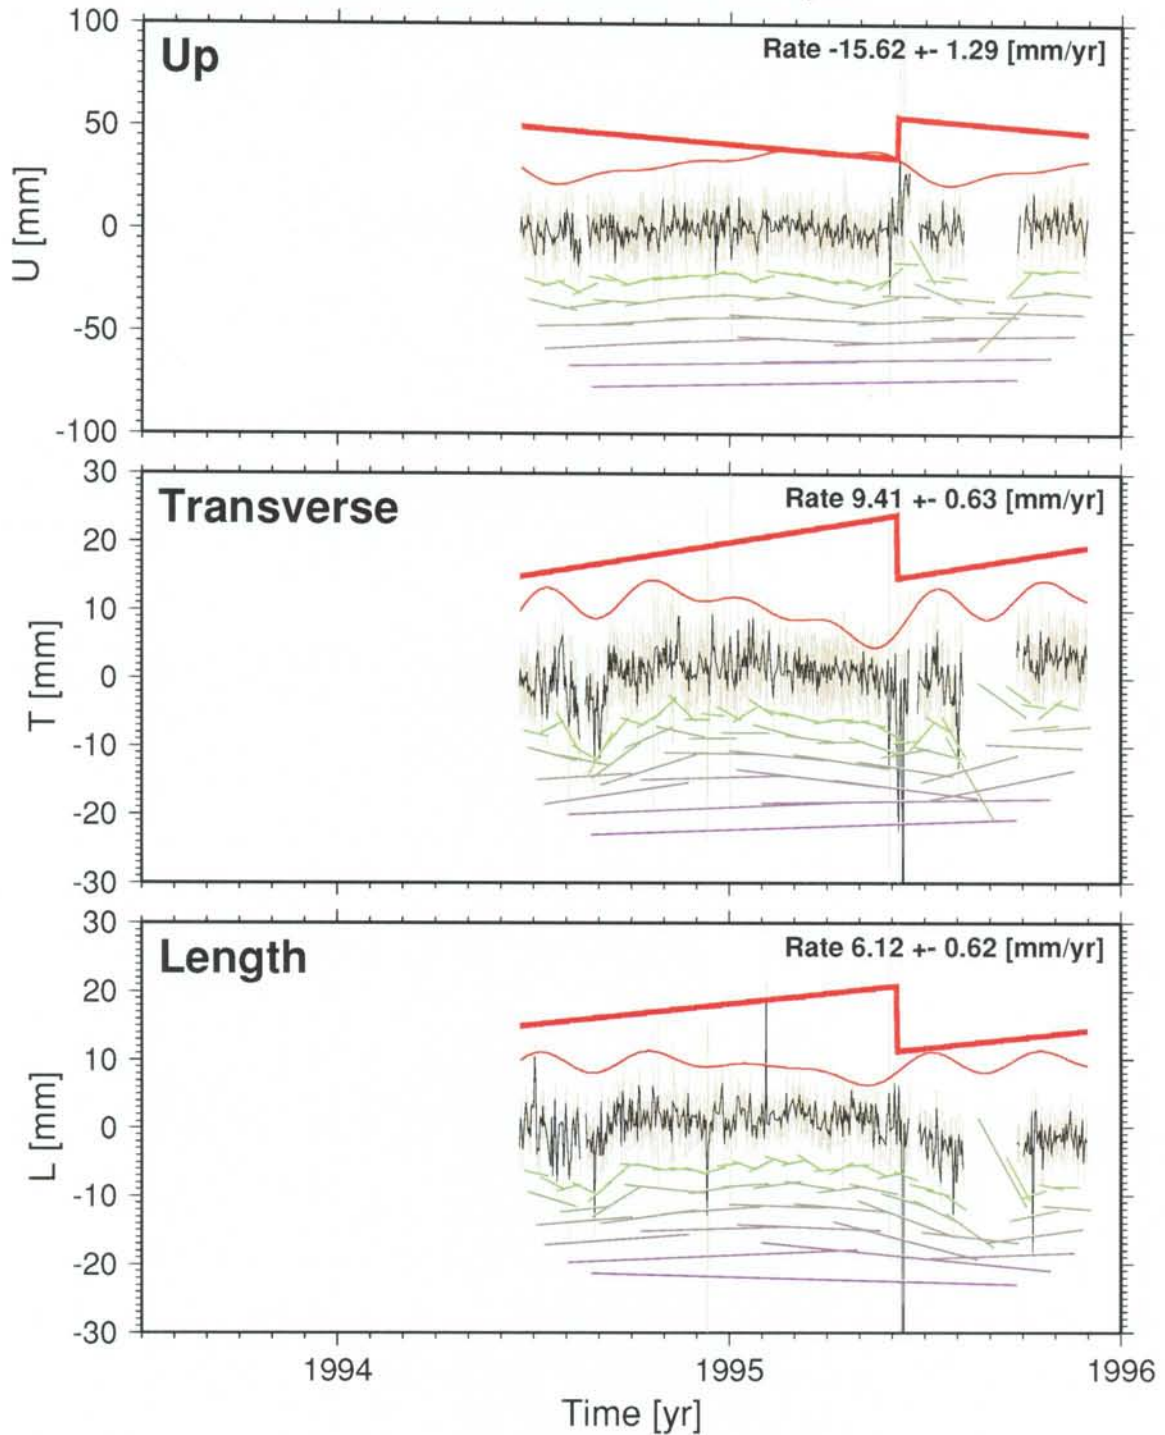 100
Up
Rate -15.62 +- 1.29 [mm/yr]
50
0
-50
-100
U [mm]
30
Transverse
Rate 9.41 +- 0.63 [mm/yr]
20
10
0
-10
-20
-30
T [mm]
30
Length
Rate 6.12 +- 0.62 [mm/yr]
20
10
0
-10
-20
-30
L [mm]
1994
1995
1996
Time [yr]